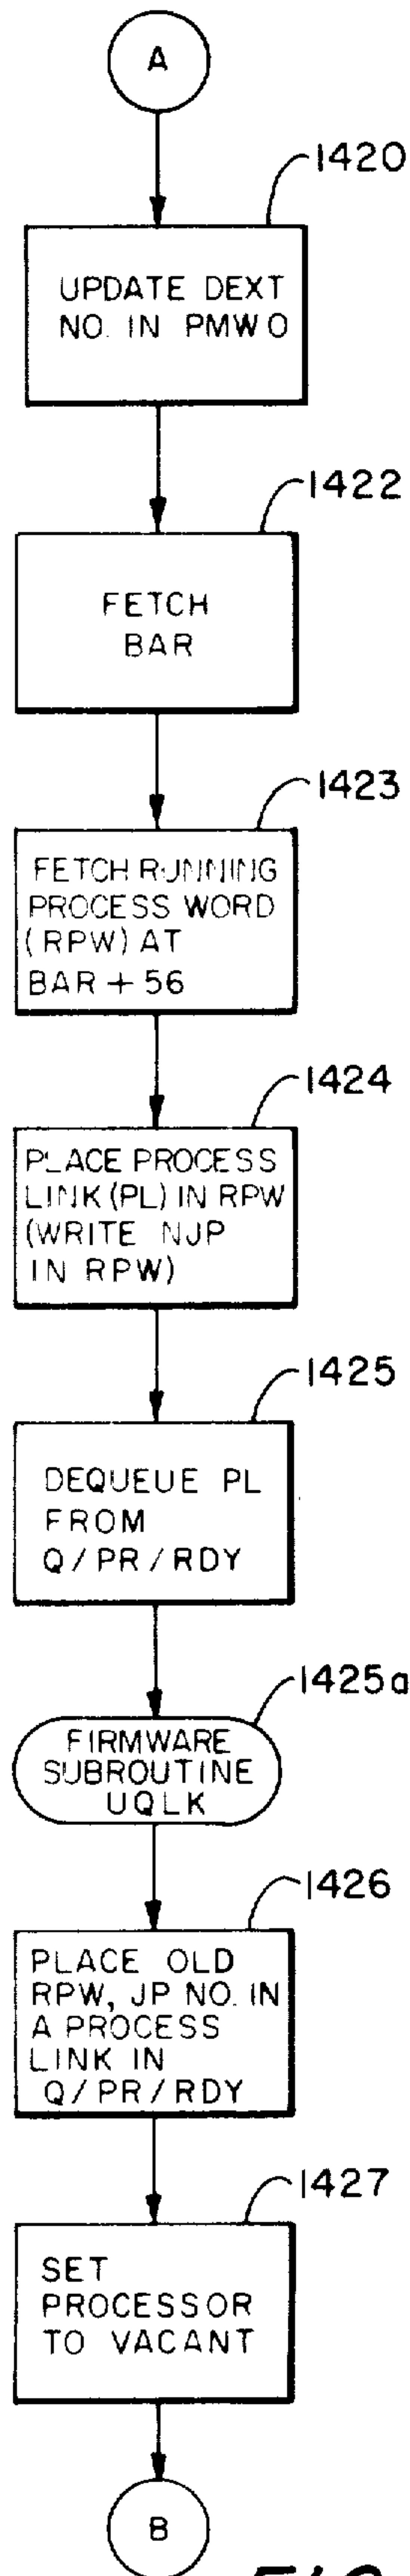 A
1420
UPDATE DEXT
NO. IN PMW O
1422
FETCH
BAR
1423
FETCH RUNNING
PROCESS WORD
(RPW) AT
BAR + 56
1424
PLACE PROCESS
LINK (PL) IN RPW
(WRITE NJP
IN RPW)
1425
DEQUEUE PL
FROM
Q/PR/RDY
1425a
FIRMWARE
SUBROUTINE
UQLK
1426
PLACE OLD
RPW, JP NO. IN
A PROCESS
LINK IN
Q/PR/RDY
1427
SET
PROCESSOR
TO VACANT
B